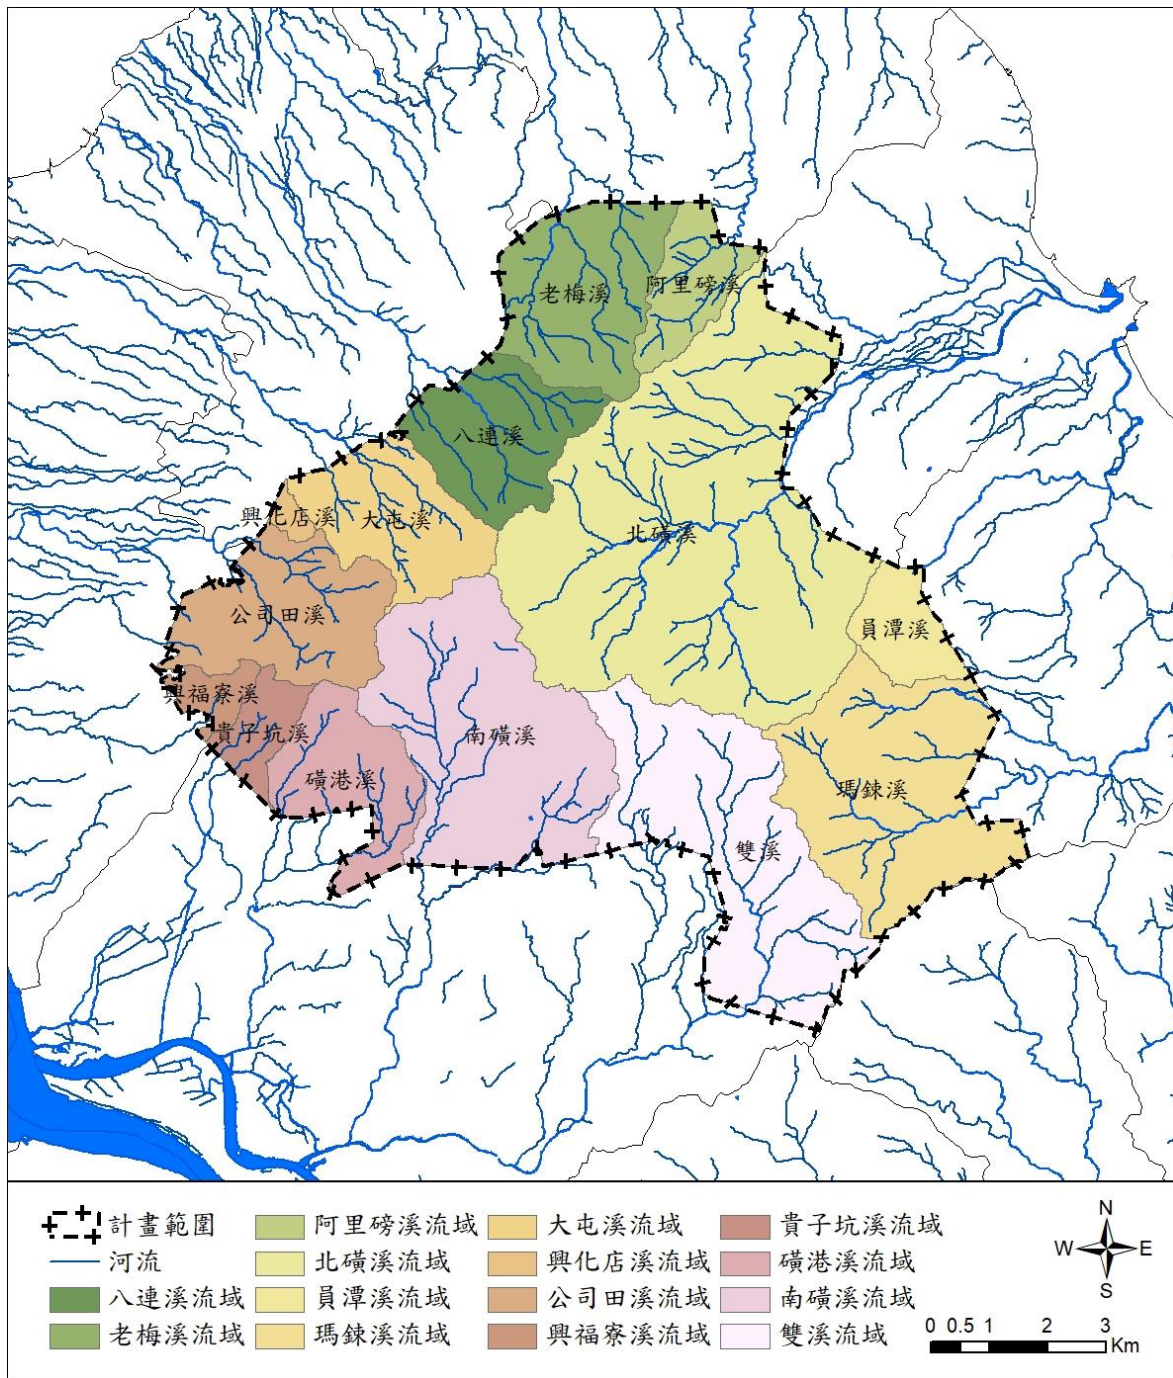 老梅溪
阿里磅溪
八連溪
興化店溪
大屯溪
北磺溪
公司田溪
員潭溪
興福寮溪
貴子坑溪
南磺溪
磺港溪
瑪鋉溪
雙溪
計畫範圍
阿里磅溪流域
大屯溪流域
貴子坑溪流域
河流
北磺溪流域
興化店溪流域
磺港溪流域
八連溪流域
員潭溪流域
公司田溪流域
南磺溪流域
老梅溪流域
瑪鋉溪流域
興福寮溪流域
雙溪流域
N
W E
S
0 0.5 1 2 3
Km